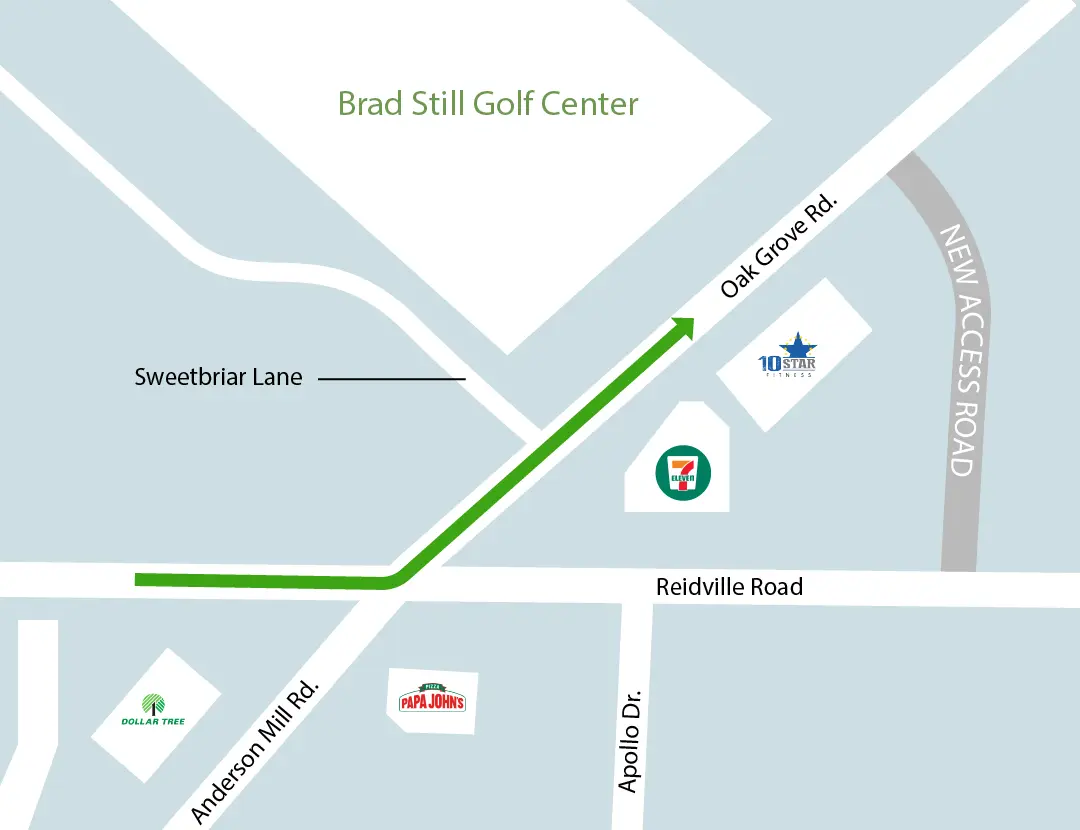 Brad Still Golf Center
Oak Grove Rd.
NEW ACCESS ROAD
10 STAR
FITNESS
Sweetbriar Lane
7
ELEVEN
Reidville Road
DOLLAR TREE
Anderson Mill Rd.
PIZZA
PAPA JOHN'S
Apollo Dr.